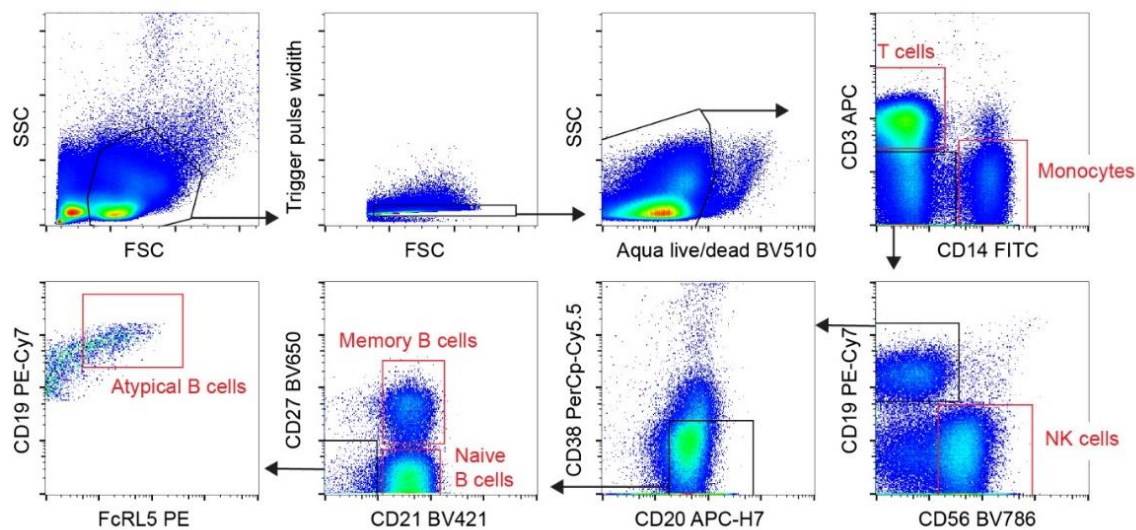 SSC
FSC
Trigger pulse widwith
FSC
SSC
Aqua live/dead BV510
CD3 APC
T cells
Monocytes
CD14 FITC
CD19 PE-Cy7
Atypical B cells
FcRL5 PE
CD27 BV650
Memory B cells
Naive
B cells
CD21 BV421
CD38 PerCp-Cy5.5
CD20 APC-H7
CD19 PE-Cy7
NK cells
CD56 BV786